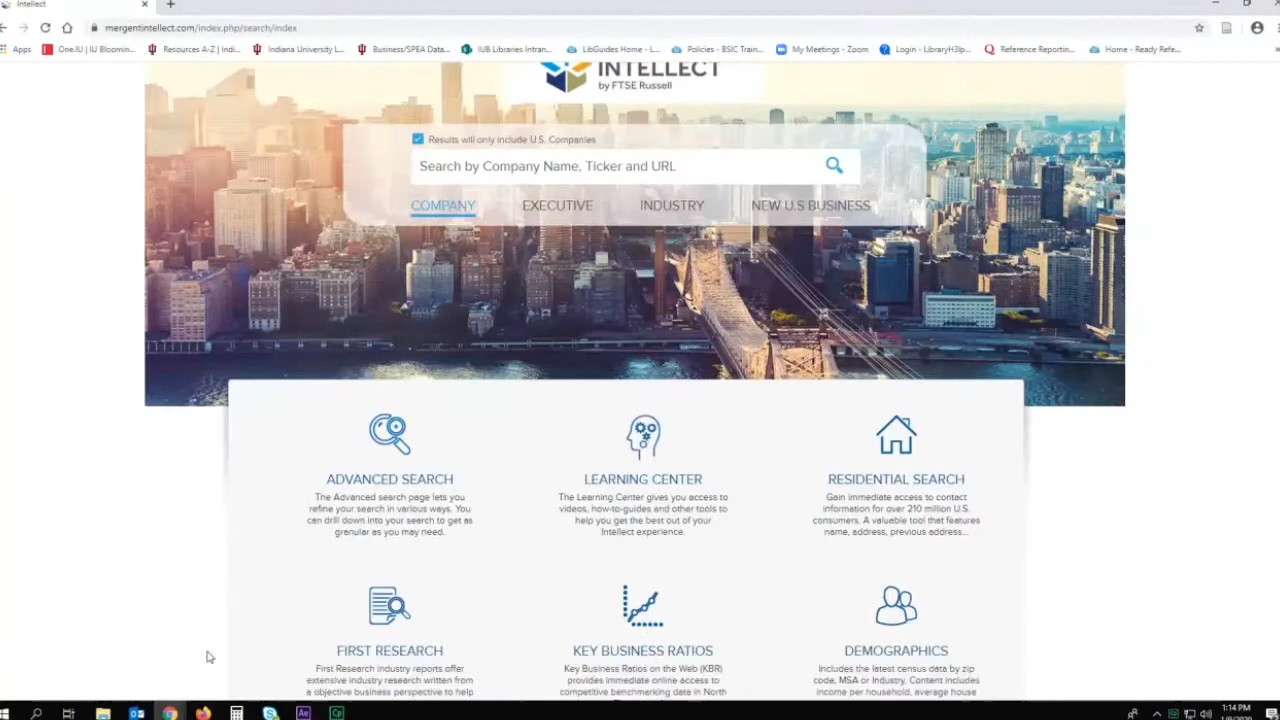 Intellect
mergentintellect.com/index.php/search/index
Apps
One.IU | IU Bloomin...
Resources A-Z | Indi...
Indiana University L...
Business/SPEA Data...
IUB Libraries Intran...
LibGuides Home - L...
Policies - BSIC Train...
My Meetings - Zoom
Login - LibraryH3lp...
Reference Reportin...
Home - Ready Refe...
INTELLECT
by FTSE Russell
Results will only include U.S. Companies
Search by Company Name, Ticker and URL
COMPANY
EXECUTIVE
INDUSTRY
NEW U.S BUSINESS
ADVANCED SEARCH
The Advanced search page lets you
refine your search in various ways. You
can drill down into your search to get as
granular as you may need.
LEARNING CENTER
The Learning Center gives you access to
videos, how-to-guides and other tools to
help you get the best out of your
Intellect experience.
RESIDENTIAL SEARCH
Gain immediate access to contact
information for over 210 million U.S.
consumers. A valuable tool that features
name, address, previous address...
FIRST RESEARCH
First Research industry reports offer
extensive industry research written from
a objective business perspective to help
KEY BUSINESS RATIOS
Key Business Ratios on the Web (KBR)
provides immediate online access to
competitive benchmarking data in North
DEMOGRAPHICS
Includes the latest census data by zip
code, MSA or Industry. Content includes
income per household, average house
Ae
Cp
1:14 PM